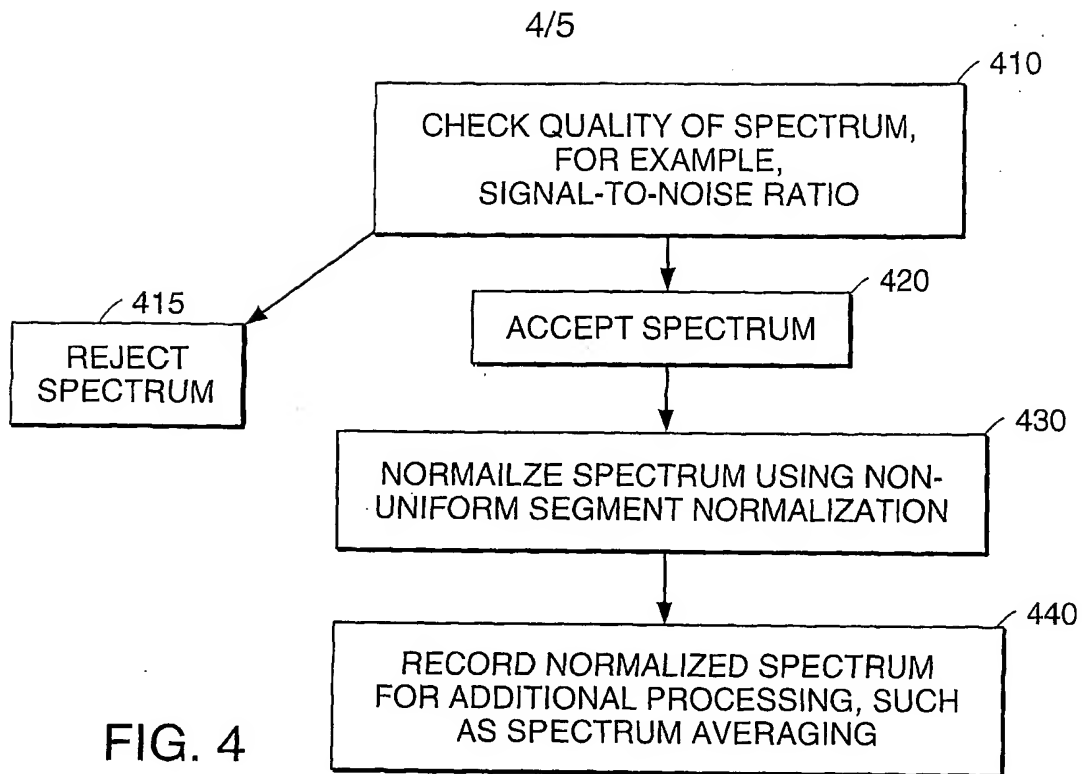 4/5
410
CHECK QUALITY OF SPECTRUM,
FOR EXAMPLE,
SIGNAL-TO-NOISE RATIO
415
REJECT
SPECTRUM
420
ACCEPT SPECTRUM
430
NORMAILZE SPECTRUM USING NON-
UNIFORM SEGMENT NORMALIZATION
440
RECORD NORMALIZED SPECTRUM
FOR ADDITIONAL PROCESSING, SUCH
AS SPECTRUM AVERAGING
FIG. 4